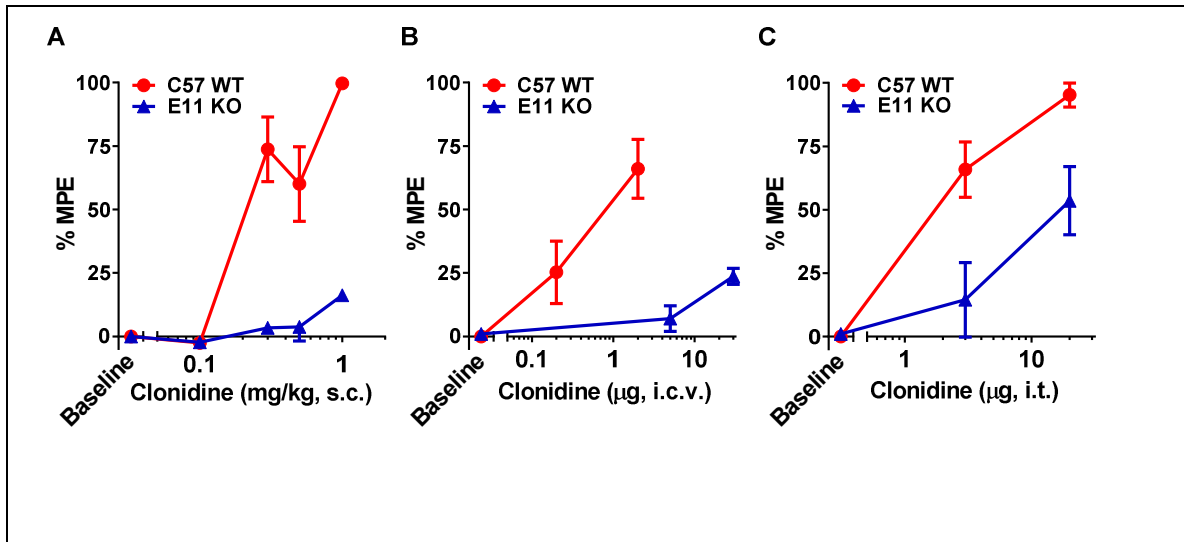 A
C57 WT
E11 KO
% MPE
100
75
50
25
0
Baseline
0.1
1
Clonidine (mg/kg, s.c.)
B
C57 WT
E11 KO
% MPE
100
75
50
25
0
Baseline
0.1
1
10
Clonidine (μg, i.c.v.)
C
C57 WT
E11 KO
% MPE
100
75
50
25
0
Baseline
1
10
Clonidine (μg, i.t.)